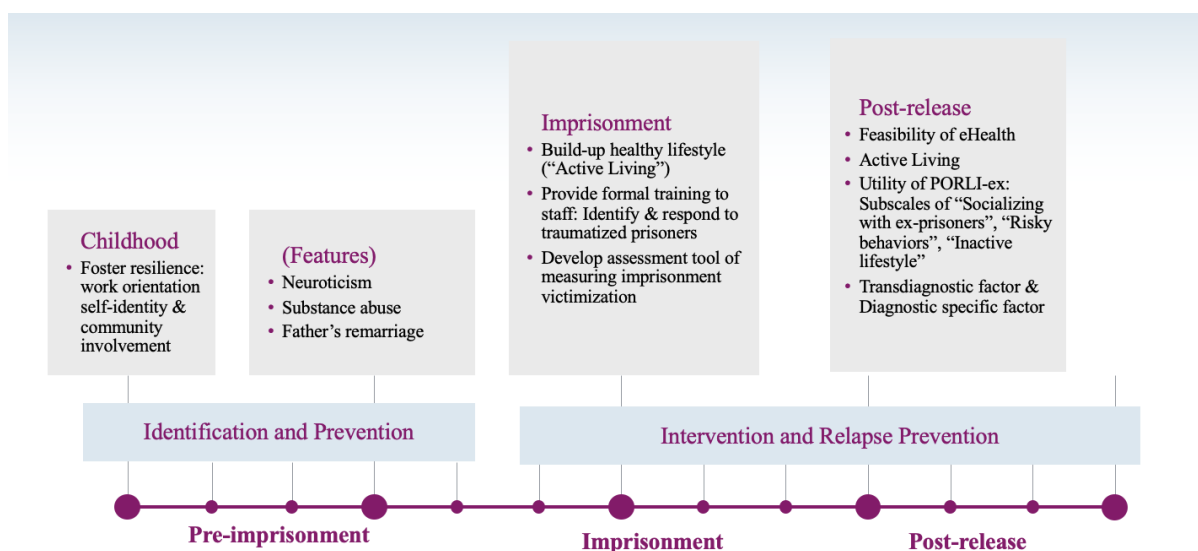 Childhood
• Foster resilience:
work orientation
self-identity &
community
involvement
(Features)
• Neuroticism
• Substance abuse
• Father’s remarriage
Imprisonment
• Build-up healthy lifestyle
(“Active Living”)
• Provide formal training to
staff: Identify & respond to
traumatized prisoners
• Develop assessment tool of
measuring imprisonment
victimization
Post-release
• Feasibility of eHealth
• Active Living
• Utility of PORLI-ex:
Subscales of “Socializing
with ex-prisoners”, “Risky
behaviors”, “Inactive
lifestyle”
• Transdiagnostic factor &
Diagnostic specific factor
Identification and Prevention
Intervention and Relapse Prevention
Pre-imprisonment
Imprisonment
Post-release